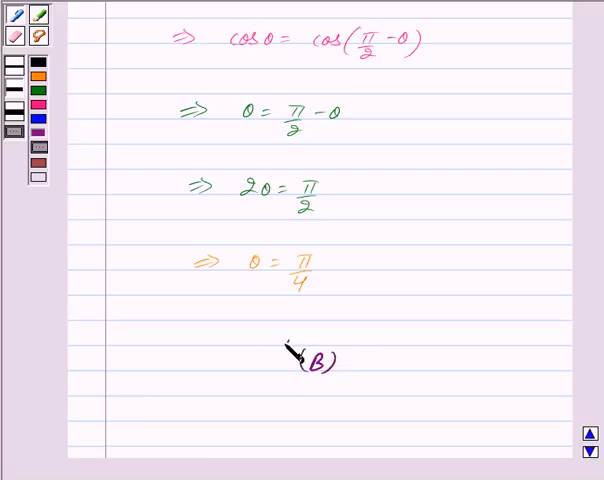 ⇒ cos θ = cos(π/2 - θ)
⇒ θ = π/2 - θ
⇒ 2θ = π/2
⇒ θ = π/4
(B)